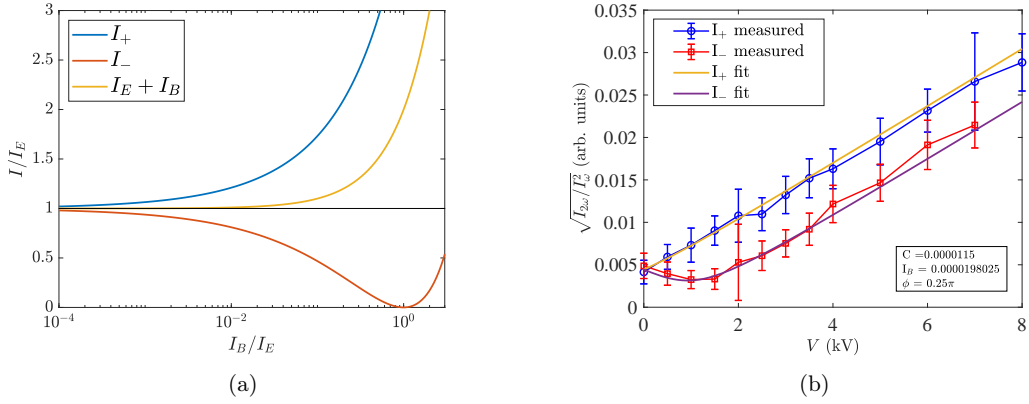 3
2.5
2
1.5
1
0.5
0
I/I_E
I_+
I_-
I_E + I_B
10^{-4}
10^{-2}
10^0
I_B/I_E
(a)
0.035
0.03
0.025
0.02
0.015
0.01
0.005
0
√(I_{2ω}/I_ω^2) (arb. units)
I_+ measured
I_- measured
I_+ fit
I_- fit
C =0.0000115
I_B = 0.0000198025
ϕ = 0.25π
0 2 4 6 8
V (kV)
(b)